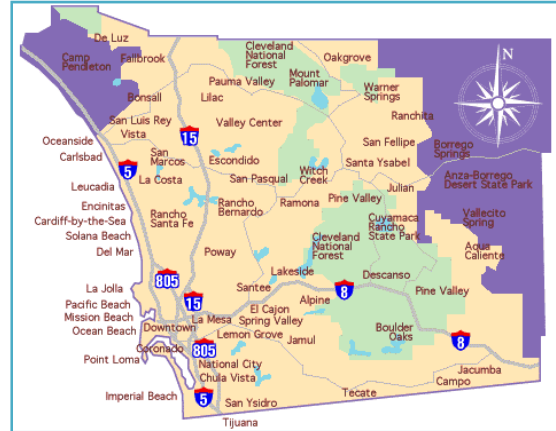 De Luz
Camp
Pendleton
Fallbrook
Cleveland
National
Forest
Oakgrove
Mount
Palomar
Pauma Valley
Warner
Springs
N
Bonsall
Lilac
Ranchita
San Luis Rey
Vista
15
Valley Center
San Fellipe
Borrego
Springs
Oceanside
Carlsbad
5
San
Marcos
Escondido
Santa Ysabel
Witch
Creek
Anza-Borrego
Desert State Park
Leucadia
La Costa
San Pasqual
Julian
Encinitas
Cardiff-by-the-Sea
Solana Beach
Del Mar
Rancho
Santa Fe
Rancho
Bernardo
Ramona
Pine Valley
Vallecito
Spring
Cuyamaca
Rancho
State Park
Cleveland
National
Forest
Agua
Caliente
Poway
Lakeside
Descanso
805
La Jolla
Pacific Beach
Mission Beach
Ocean Beach
Point Loma
15
Santee
8
Alpine
Pine Valley
El Cajon
La Mesa
Spring Valley
Downtown
Lemon Grove
Jamul
Boulder
Oaks
8
Coronado
805
National City
Chula Vista
Jacumba
Campo
Tecate
Imperial Beach
5
San Ysidro
Tijuana